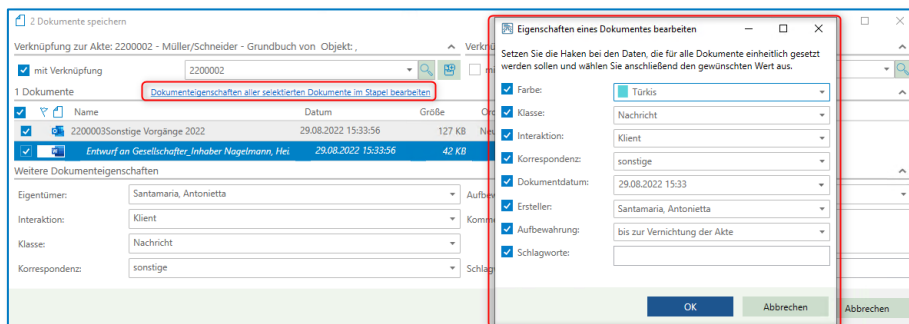 2 Dokumente speichern
Verknüpfung zur Akte: 2200002 - Müller/Schneider - Grundbuch von Objekt: ,
mit Verknüpfung 2200002
1 Dokumente Dokumenteigenschaften aller selektierten Dokumente im Stapel bearbeiten
Name Datum Größe
2200003Sonstige Vorgänge 2022 29.08.2022 15:33:56 127 KB
Entwurf an Gesellschafter_Inhaber Nagelmann, Hei. 29.08.2022 15:33:56 42 KB
Weitere Dokumenteigenschaften
Eigentümer: Santamaria, Antonietta
Interaktion: Klient
Klasse: Nachricht
Korrespondenz: sonstige
Eigenschaften eines Dokumentes bearbeiten
Setzen Sie die Haken bei den Daten, die für alle Dokumente einheitlich gesetzt
werden sollen und wählen Sie anschließend den gewünschten Wert aus.
Farbe: Türkis
Klasse: Nachricht
Interaktion: Klient
Korrespondenz: sonstige
Dokumentdatum: 29.08.2022 15:33
Ersteller: Santamaria, Antonietta
Aufbewahrung: bis zur Vernichtung der Akte
Schlagworte:
OK Abbrechen
Abbrechen